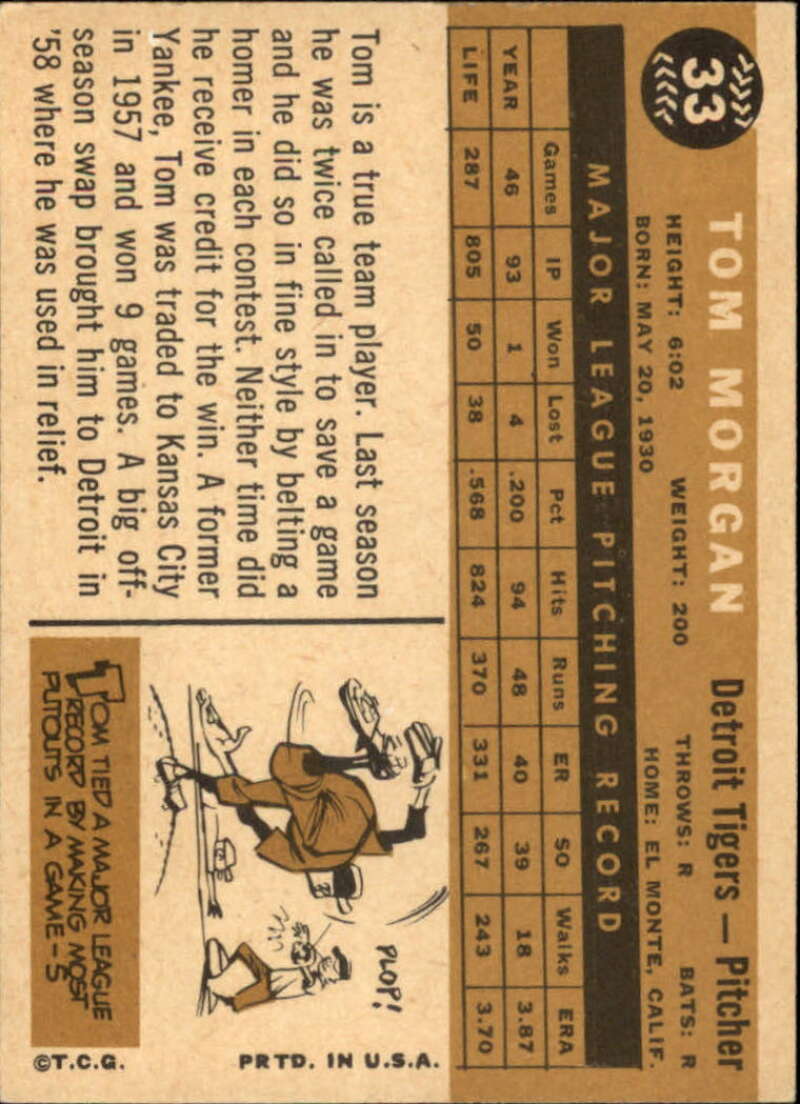 33
TOM MORGAN Detroit Tigers — Pitcher
HEIGHT: 6:02 WEIGHT: 200 THROWS: R BATS: R
BORN: MAY 20, 1930 HOME: EL MONTE, CALIF.
MAJOR LEAGUE PITCHING RECORD
Games IP Won Lost Pct Hits Runs ER SO Walks ERA
YEAR 46 93 1 4 .200 94 48 40 39 18 3.87
LIFE 287 805 50 38 .568 824 370 331 267 243 3.70
Tom is a true team player. Last season
he was twice called in to save a game
and he did so in fine style by belting a
homer in each contest. Neither time did
he receive credit for the win. A former
Yankee, Tom was traded to Kansas City
in 1957 and won 9 games. A big off-
season swap brought him to Detroit in
'58 where he was used in relief.
PLOP!
TOM TIED A MAJOR LEAGUE
RECORD BY MAKING MOST
PUTOUTS IN A GAME-5
©T.C.G. PRTD. IN U.S.A.